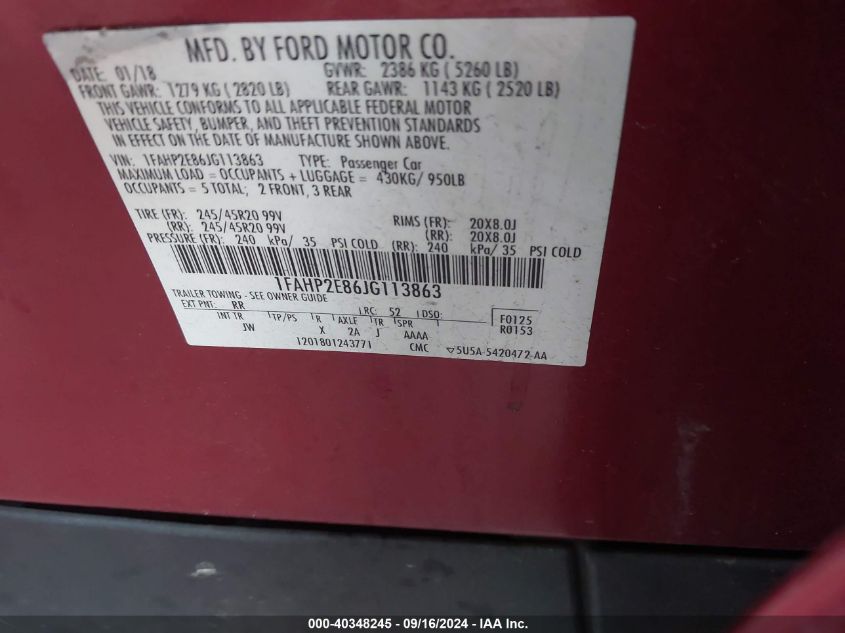 MFD. BY FORD MOTOR CO.
DATE: 01/18 GVWR: 2386 KG ( 5260 LB)
FRONT GAWR: 1279 KG ( 2820 LB) REAR GAWR: 1143 KG ( 2520 LB)
THIS VEHICLE CONFORMS TO ALL APPLICABLE FEDERAL MOTOR
VEHICLE SAFETY, BUMPER, AND THEFT PREVENTION STANDARDS
IN EFFECT ON THE DATE OF MANUFACTURE SHOWN ABOVE.
VIN: 1FAHP2E86JG113863 TYPE: Passenger Car
MAXIMUM LOAD = OCCUPANTS + LUGGAGE = 430KG/ 950LB
OCCUPANTS = 5 TOTAL; 2 FRONT, 3 REAR
TIRE (FR): 245/45R20 99V RIMS (FR): 20X8.0J
(RR): 245/45R20 99V (RR): 20X8.0J
PRESSURE (FR): 240 kPa/ 35 PSI COLD (RR): 240 kPa/ 35 PSI COLD
1FAHP2E86JG113863
TRAILER TOWING - SEE OWNER GUIDE
EXT PNT: RR RC: 52 DSO: F0125
INT TR TP/PS R AXLE TR SPR R0153
JW X 2A J AAAA
1201801243771 CMC ▽5U5A-5420472-AA
000-40348245 - 09/16/2024 - IAA Inc.